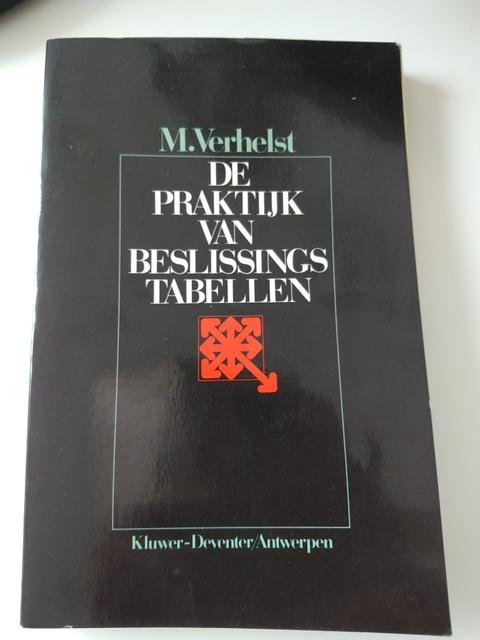 M.Verhelst
DE
PRAKTIJK
VAN
BESLISSINGS
TABELLEN
Kluwer-Deventer/Antwerpen